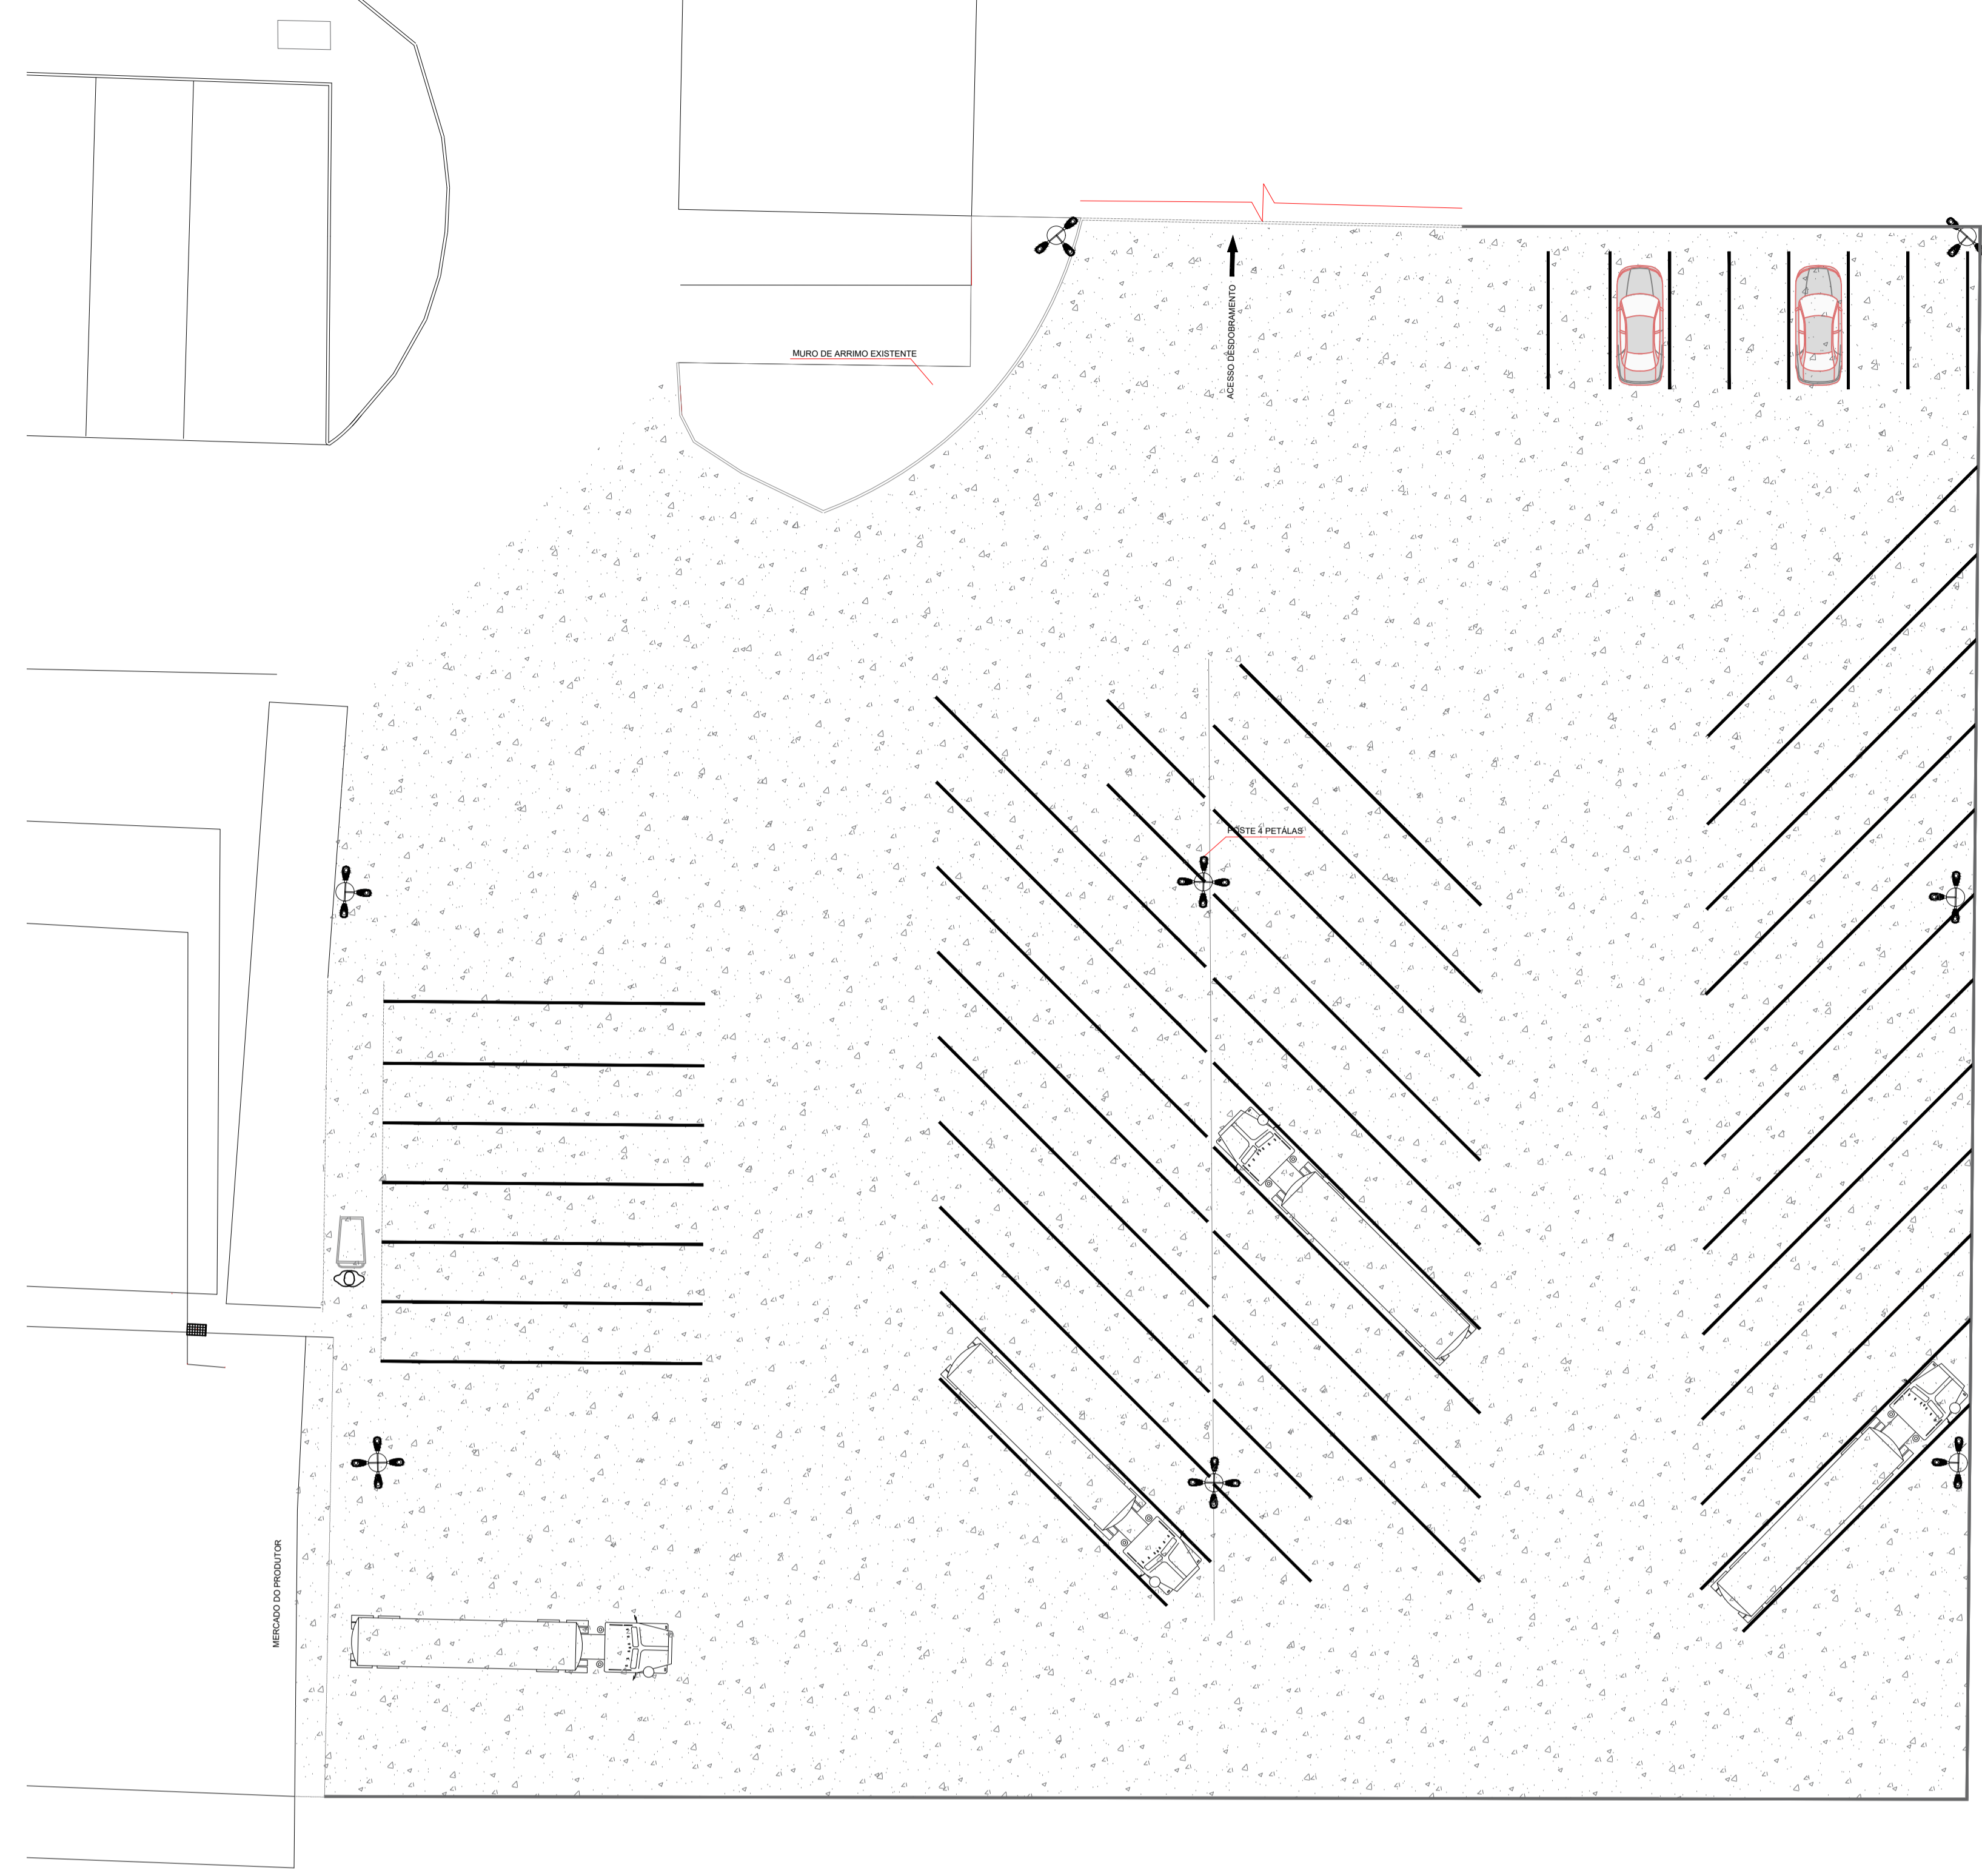 ACESSO DESDOBRAMENTO
MURO DE ARRIMO EXISTENTE
POSTE 4 PETÁLAS
MERCADO DO PRODUTOR